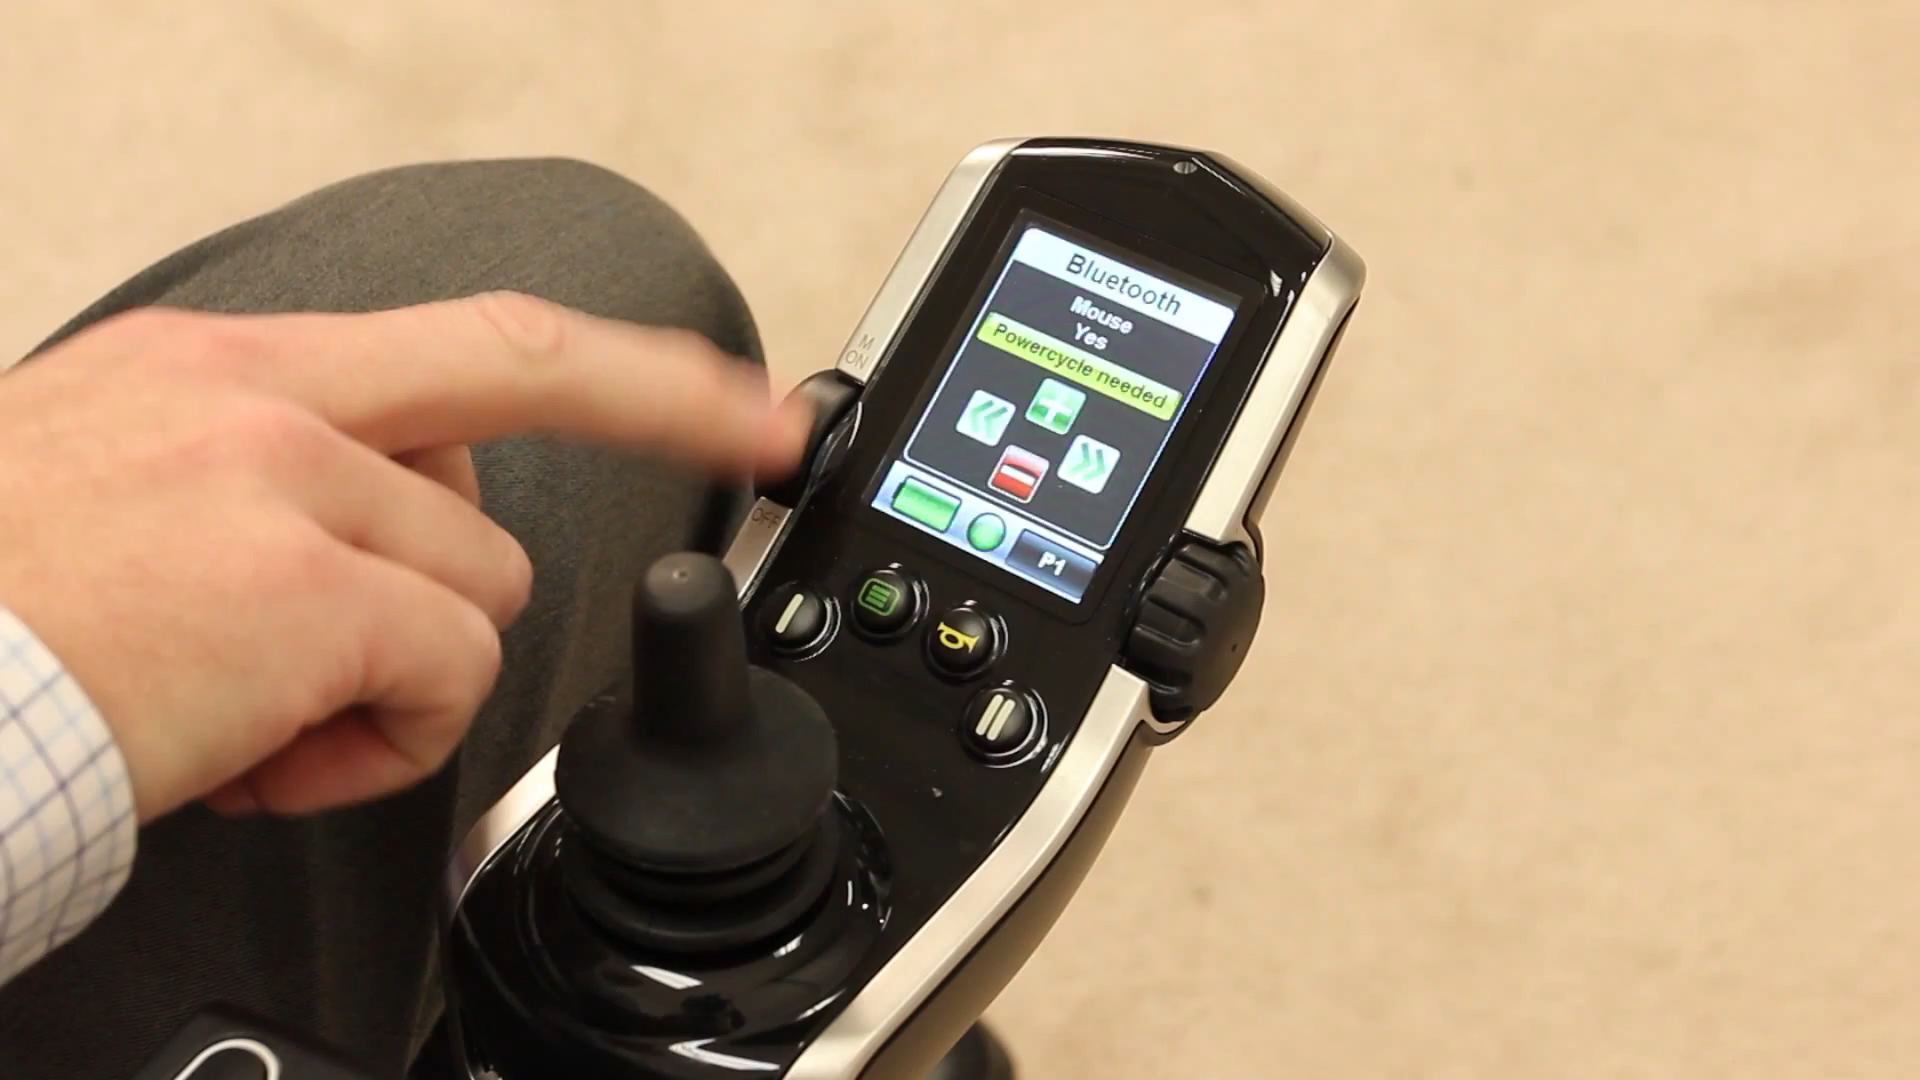 Bluetooth
Mouse
Yes
Powercycle needed
P1
M
ON
OFF